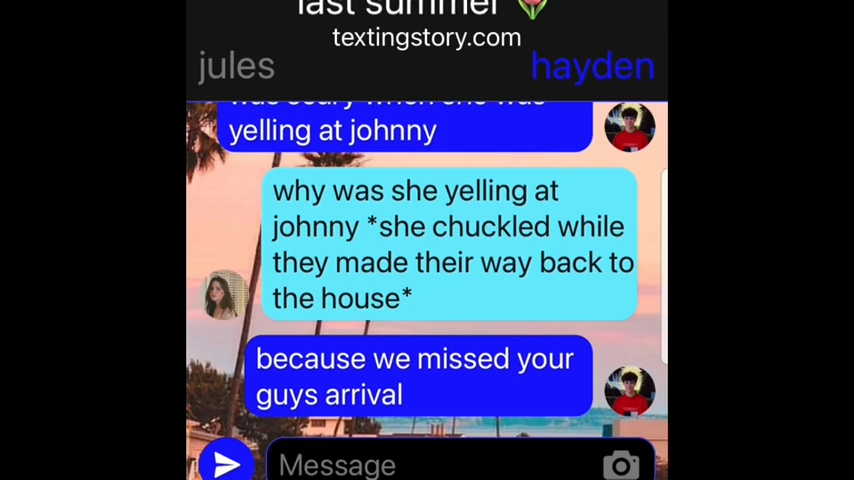 last summer 🌷
textingstory.com
jules
hayden
was scary when she was
yelling at johnny
why was she yelling at
johnny *she chuckled while
they made their way back to
the house*
because we missed your
guys arrival
Message